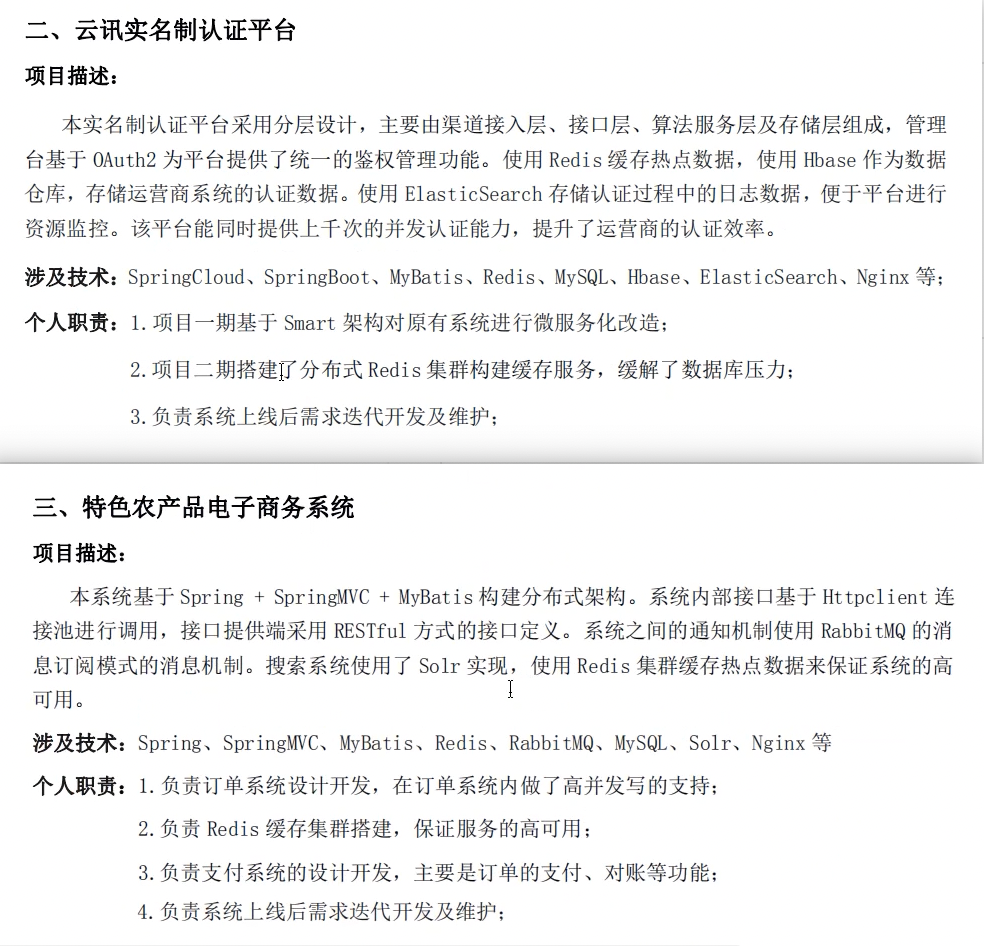 二、云讯实名制认证平台
项目描述：
本实名制认证平台采用分层设计，主要由渠道接入层、接口层、算法服务层及存储层组成，管理
台基于 OAuth2 为平台提供了统一的鉴权管理功能。使用 Redis 缓存热点数据，使用 Hbase 作为数据
仓库，存储运营商系统的认证数据。使用 ElasticSearch 存储认证过程中的日志数据，便于平台进行
资源监控。该平台能同时提供上千次的并发认证能力，提升了运营商的认证效率。
涉及技术：SpringCloud、SpringBoot、MyBatis、Redis、MySQL、Hbase、ElasticSearch、Nginx 等；
个人职责：1.项目一期基于 Smart 架构对原有系统进行微服务化改造；
2.项目二期搭建了分布式 Redis 集群构建缓存服务，缓解了数据库压力；
3.负责系统上线后需求迭代开发及维护；
三、特色农产品电子商务系统
项目描述：
本系统基于 Spring + SpringMVC + MyBatis 构建分布式架构。系统内部接口基于 Httpclient 连
接池进行调用，接口提供端采用 RESTful 方式的接口定义。系统之间的通知机制使用 RabbitMQ 的消
息订阅模式的消息机制。搜索系统使用了 Solr 实现，使用 Redis 集群缓存热点数据来保证系统的高
可用。
涉及技术：Spring、SpringMVC、MyBatis、Redis、RabbitMQ、MySQL、Solr、Nginx 等
个人职责：1.负责订单系统设计开发，在订单系统内做了高并发写的支持；
2.负责 Redis 缓存集群搭建，保证服务的高可用；
3.负责支付系统的设计开发，主要是订单的支付、对账等功能；
4.负责系统上线后需求迭代开发及维护；